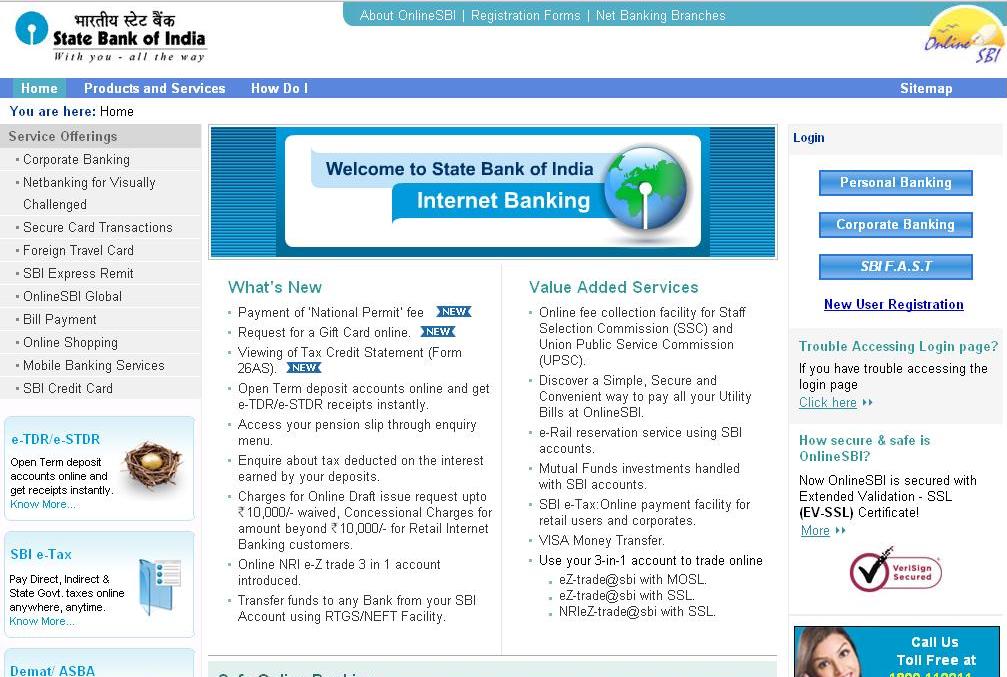 भारतीय स्टेट बैंक
State Bank of India
With you - all the way
About OnlineSBI | Registration Forms | Net Banking Branches
Online
SBI
Home Products and Services How Do I Sitemap
You are here: Home
Service Offerings
Corporate Banking
Netbanking for Visually
Challenged
Secure Card Transactions
Foreign Travel Card
SBI Express Remit
OnlineSBI Global
Bill Payment
Online Shopping
Mobile Banking Services
SBI Credit Card
e-TDR/e-STDR
Open Term deposit
accounts online and
get receipts instantly.
Know More...
SBI e-Tax
Pay Direct, Indirect &
State Govt. taxes online
anywhere, anytime.
Know More...
Demat/ ASBA
Welcome to State Bank of India
Internet Banking
What's New
Payment of 'National Permit' fee NEW
Request for a Gift Card online. NEW
Viewing of Tax Credit Statement (Form
26AS). NEW
Open Term deposit accounts online and get
e-TDR/e-STDR receipts instantly.
Access your pension slip through enquiry
menu.
Enquire about tax deducted on the interest
earned by your deposits.
Charges for Online Draft issue request upto
₹10,000/- waived, Concessional Charges for
amount beyond ₹10,000/- for Retail Internet
Banking customers.
Online NRI e-Z trade 3 in 1 account
introduced.
Transfer funds to any Bank from your SBI
Account using RTGS/NEFT Facility.
Value Added Services
Online fee collection facility for Staff
Selection Commission (SSC) and
Union Public Service Commission
(UPSC).
Discover a Simple, Secure and
Convenient way to pay all your Utility
Bills at OnlineSBI.
e-Rail reservation service using SBI
accounts.
Mutual Funds investments handled
with SBI accounts.
SBI e-Tax:Online payment facility for
retail users and corporates.
VISA Money Transfer.
Use your 3-in-1 account to trade online
eZ-trade@sbi with MOSL.
eZ-trade@sbi with SSL.
NRIeZ-trade@sbi with SSL.
Login
Personal Banking
Corporate Banking
SBI F.A.S.T
New User Registration
Trouble Accessing Login page?
If you have trouble accessing the
login page
Click here
How secure & safe is
OnlineSBI?
Now OnlineSBI is secured with
Extended Validation - SSL
(EV-SSL) Certificate!
More
VeriSign
Secured
Call Us
Toll Free at